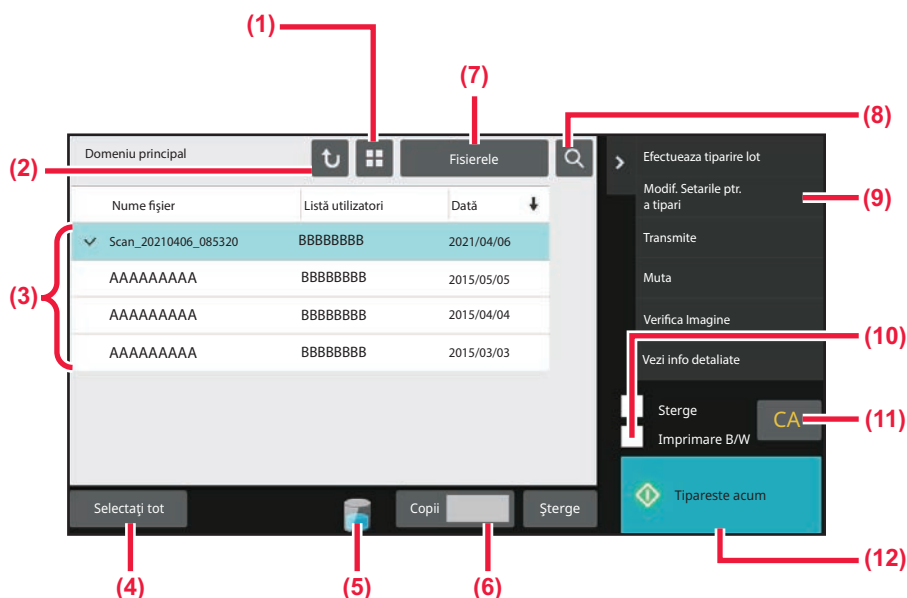 (1)
(7)
(8)
(2)
Domeniu principal
Fisierele
Efectueaza tiparire lot
Modif. Setarile ptr.
a tipari
(9)
Nume fişier
Listă utilizatori
Dată
Transmite
(3)
Scan_20210406_085320
BBBBBBBB
2021/04/06
AAAAAAAAA
BBBBBBBB
2015/05/05
Muta
AAAAAAAAA
BBBBBBBB
2015/04/04
Verifica Imagine
(10)
AAAAAAAAA
BBBBBBBB
2015/03/03
Vezi info detaliate
Sterge
CA
(11)
Imprimare B/W
Selectaţi tot
Copii
Şterge
Tipareste acum
(12)
(4)
(5)
(6)